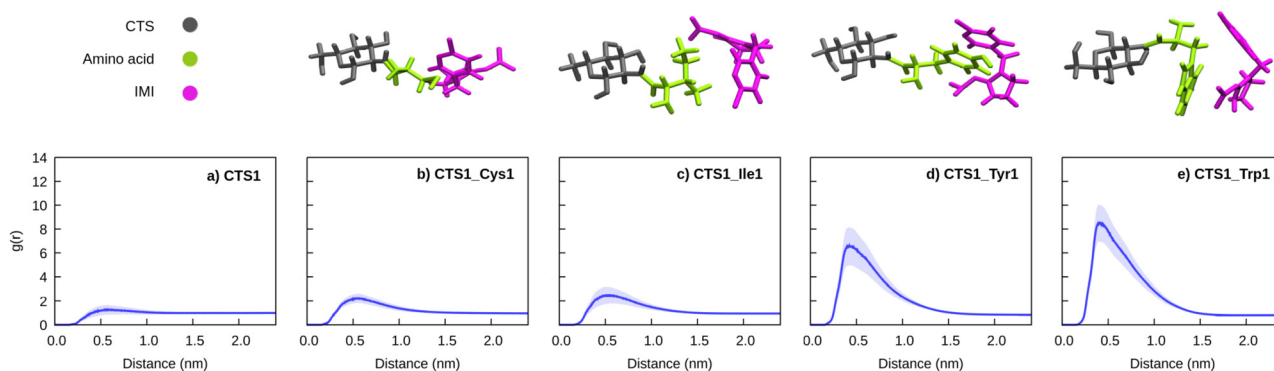 CTS
Amino acid
IMI
14
12
10
8
6
4
2
0
g(r)
a) CTS1
b) CTS1_Cys1
c) CTS1_Ile1
d) CTS1_Tyr1
e) CTS1_Trp1
0.0 0.5 1.0 1.5 2.0
0.0 0.5 1.0 1.5 2.0
0.0 0.5 1.0 1.5 2.0
0.0 0.5 1.0 1.5 2.0
0.0 0.5 1.0 1.5 2.0
Distance (nm)
Distance (nm)
Distance (nm)
Distance (nm)
Distance (nm)